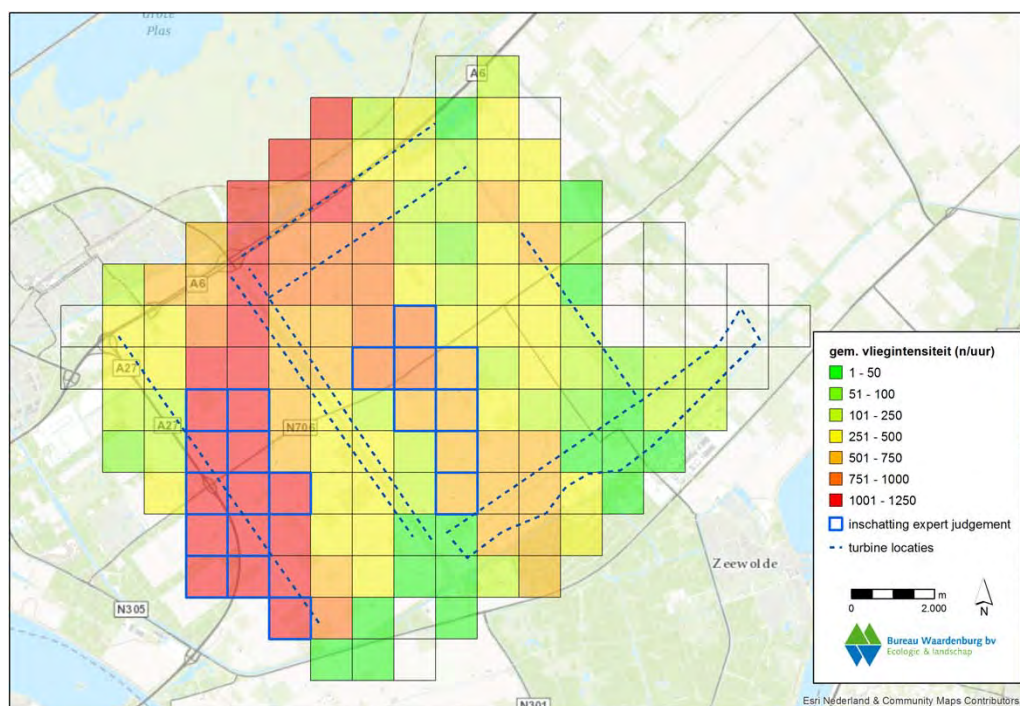 Grote
Plas
A6
A6
A27
A27
N706
N305
N301
Zeewolde
gem. vliegintensiteit (n/uur)
1 - 50
51 - 100
101 - 250
251 - 500
501 - 750
751 - 1000
1001 - 1250
inschatting expert judgement
turbine locaties
m
0
2.000
N
Bureau Waardenburg bv
Ecologie & landschap
Esri Nederland & Community Maps Contributors